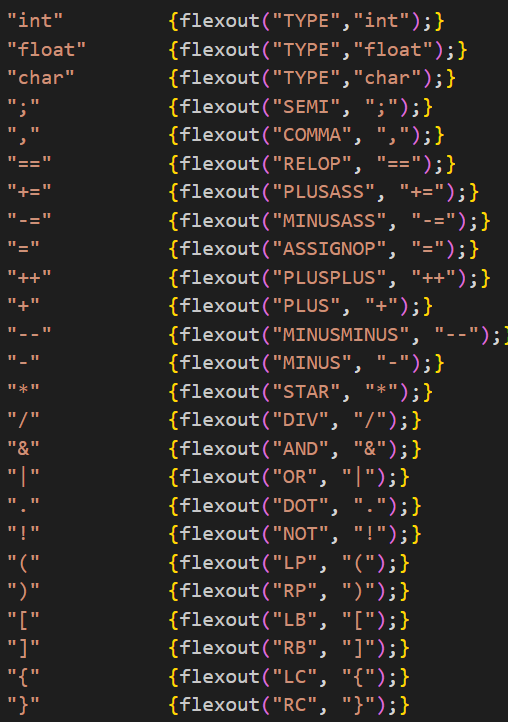 "int" {flexout("TYPE","int");}
"float" {flexout("TYPE","float");}
"char" {flexout("TYPE","char");}
";" {flexout("SEMI", ";");}
"," {flexout("COMMA", ",");}
"==" {flexout("RELOP", "==");}
"+=" {flexout("PLUSASS", "+=");}
"-=" {flexout("MINUSASS", "-=");}
"=" {flexout("ASSIGNOP", "=");}
"++" {flexout("PLUSPLUS", "++");}
"+" {flexout("PLUS", "+");}
"--" {flexout("MINUSMINUS", "--");}
"-" {flexout("MINUS", "-");}
"*" {flexout("STAR", "*");}
"/" {flexout("DIV", "/");}
"&" {flexout("AND", "&");}
"|" {flexout("OR", "|");}
"." {flexout("DOT", ".");}
"!" {flexout("NOT", "!");}
"(" {flexout("LP", "(");}
")" {flexout("RP", ")");}
"[" {flexout("LB", "[");}
"]" {flexout("RB", "]");}
"{" {flexout("LC", "{");}
"}" {flexout("RC", "}");}